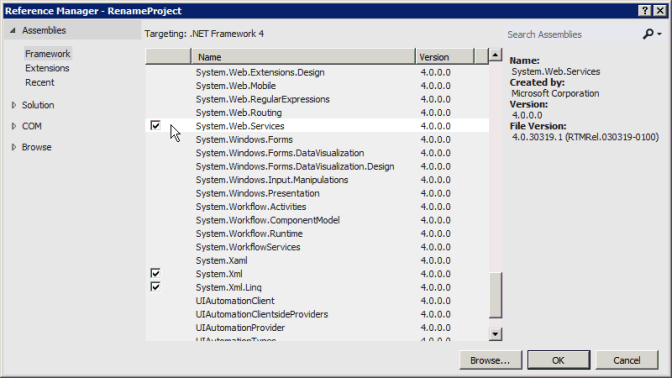 Reference Manager - RenameProject
Assemblies
Framework
Extensions
Recent
Solution
COM
Browse
Targeting: .NET Framework 4
Name Version
System.Web.Extensions.Design 4.0.0.0
System.Web.Mobile 4.0.0.0
System.Web.RegularExpressions 4.0.0.0
System.Web.Routing 4.0.0.0
System.Web.Services 4.0.0.0
System.Windows.Forms 4.0.0.0
System.Windows.Forms.DataVisualization 4.0.0.0
System.Windows.Forms.DataVisualization.Design 4.0.0.0
System.Windows.Input.Manipulations 4.0.0.0
System.Windows.Presentation 4.0.0.0
System.Workflow.Activities 4.0.0.0
System.Workflow.ComponentModel 4.0.0.0
System.Workflow.Runtime 4.0.0.0
System.WorkflowServices 4.0.0.0
System.Xaml 4.0.0.0
System.Xml 4.0.0.0
System.Xml.Linq 4.0.0.0
UIAutomationClient 4.0.0.0
UIAutomationClientsideProviders 4.0.0.0
UIAutomationProvider 4.0.0.0
UIAutomationTypes 4.0.0.0
Search Assemblies
Name:
System.Web.Services
Created by:
Microsoft Corporation
Version:
4.0.0.0
File Version:
4.0.30319.1 (RTMRel.030319-0100)
Browse... OK Cancel